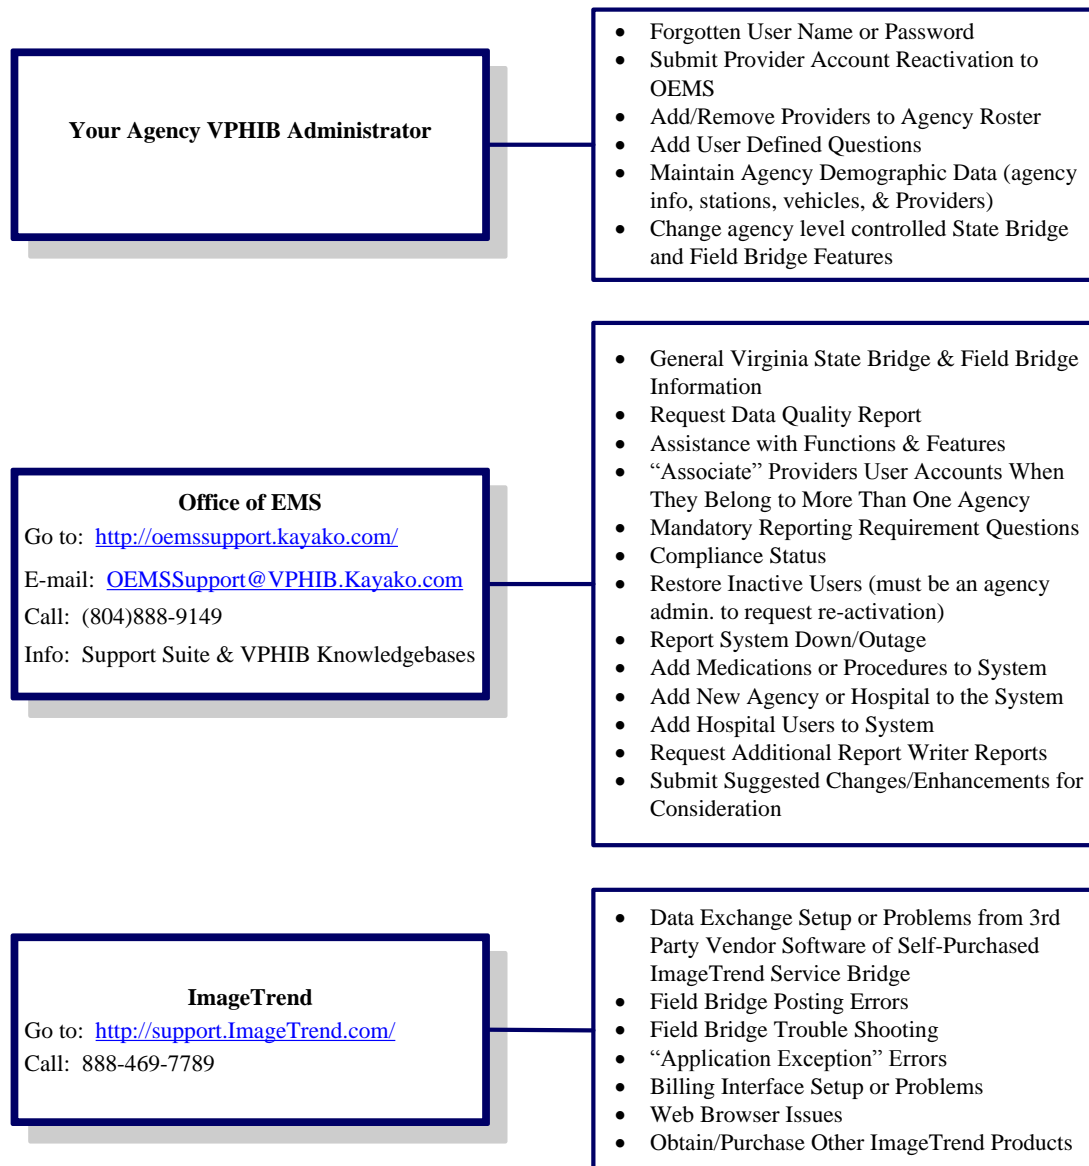 Your Agency VPHIB Administrator
• Forgotten User Name or Password
• Submit Provider Account Reactivation to
OEMS
• Add/Remove Providers to Agency Roster
• Add User Defined Questions
• Maintain Agency Demographic Data (agency
info, stations, vehicles, & Providers)
• Change agency level controlled State Bridge
and Field Bridge Features
Office of EMS
Go to: http://oemssupport.kayako.com/
E-mail: OEMSSupport@VPHIB.Kayako.com
Call: (804)888-9149
Info: Support Suite & VPHIB Knowledgebases
• General Virginia State Bridge & Field Bridge
Information
• Request Data Quality Report
• Assistance with Functions & Features
• “Associate” Providers User Accounts When
They Belong to More Than One Agency
• Mandatory Reporting Requirement Questions
• Compliance Status
• Restore Inactive Users (must be an agency
admin. to request re-activation)
• Report System Down/Outage
• Add Medications or Procedures to System
• Add New Agency or Hospital to the System
• Add Hospital Users to System
• Request Additional Report Writer Reports
• Submit Suggested Changes/Enhancements for
Consideration
ImageTrend
Go to: http://support.ImageTrend.com/
Call: 888-469-7789
• Data Exchange Setup or Problems from 3rd
Party Vendor Software of Self-Purchased
ImageTrend Service Bridge
• Field Bridge Posting Errors
• Field Bridge Trouble Shooting
• “Application Exception” Errors
• Billing Interface Setup or Problems
• Web Browser Issues
• Obtain/Purchase Other ImageTrend Products